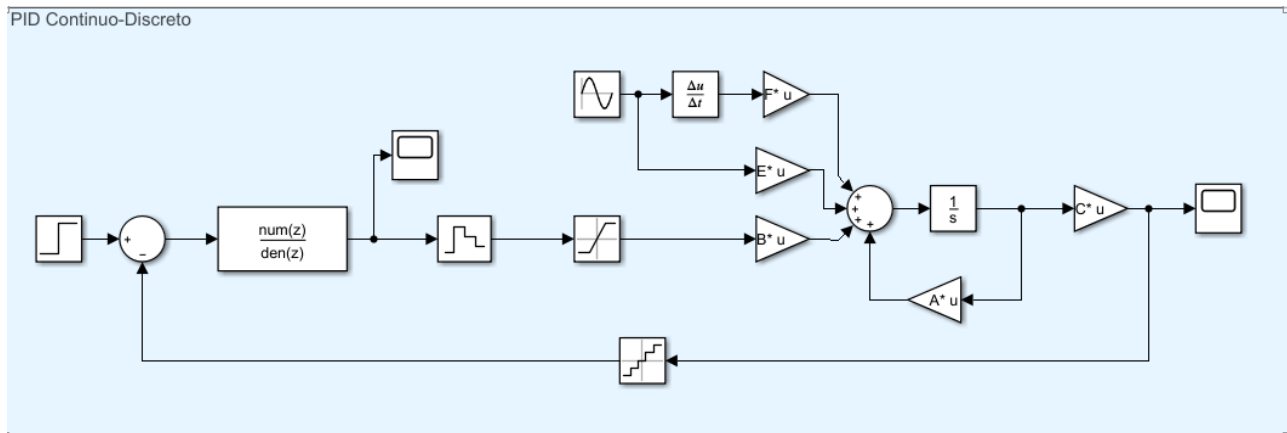 PID Continuo-Discreto
Δu
Δt
F* u
E* u
num(z)
den(z)
B* u
1
s
C* u
A* u
+
−
+
+
+
+